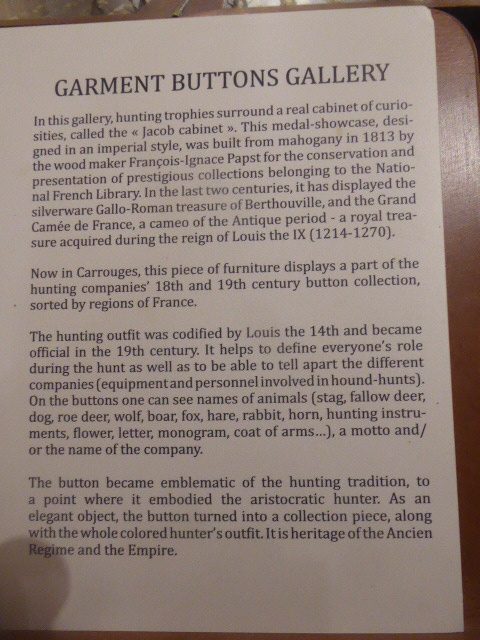 GARMENT BUTTONS GALLERY
In this gallery, hunting trophies surround a real cabinet of curio-
sities, called the « Jacob cabinet ». This medal-showcase, desi-
gned in an imperial style, was built from mahogany in 1813 by
the wood maker François-Ignace Papst for the conservation and
presentation of prestigious collections belonging to the Natio-
nal French Library. In the last two centuries, it has displayed the
silverware Gallo-Roman treasure of Berthouville, and the Grand
Camée de France, a cameo of the Antique period - a royal trea-
sure acquired during the reign of Louis the IX (1214-1270).
Now in Carrouges, this piece of furniture displays a part of the
hunting companies' 18th and 19th century button collection,
sorted by regions of France.
The hunting outfit was codified by Louis the 14th and became
official in the 19th century. It helps to define everyone's role
during the hunt as well as to be able to tell apart the different
companies (equipment and personnel involved in hound-hunts).
On the buttons one can see names of animals (stag, fallow deer,
dog, roe deer, wolf, boar, fox, hare, rabbit, horn, hunting instru-
ments, flower, letter, monogram, coat of arms...), a motto and/
or the name of the company.
The button became emblematic of the hunting tradition, to
a point where it embodied the aristocratic hunter. As an
elegant object, the button turned into a collection piece, along
with the whole colored hunter's outfit. It is heritage of the Ancien
Regime and the Empire.